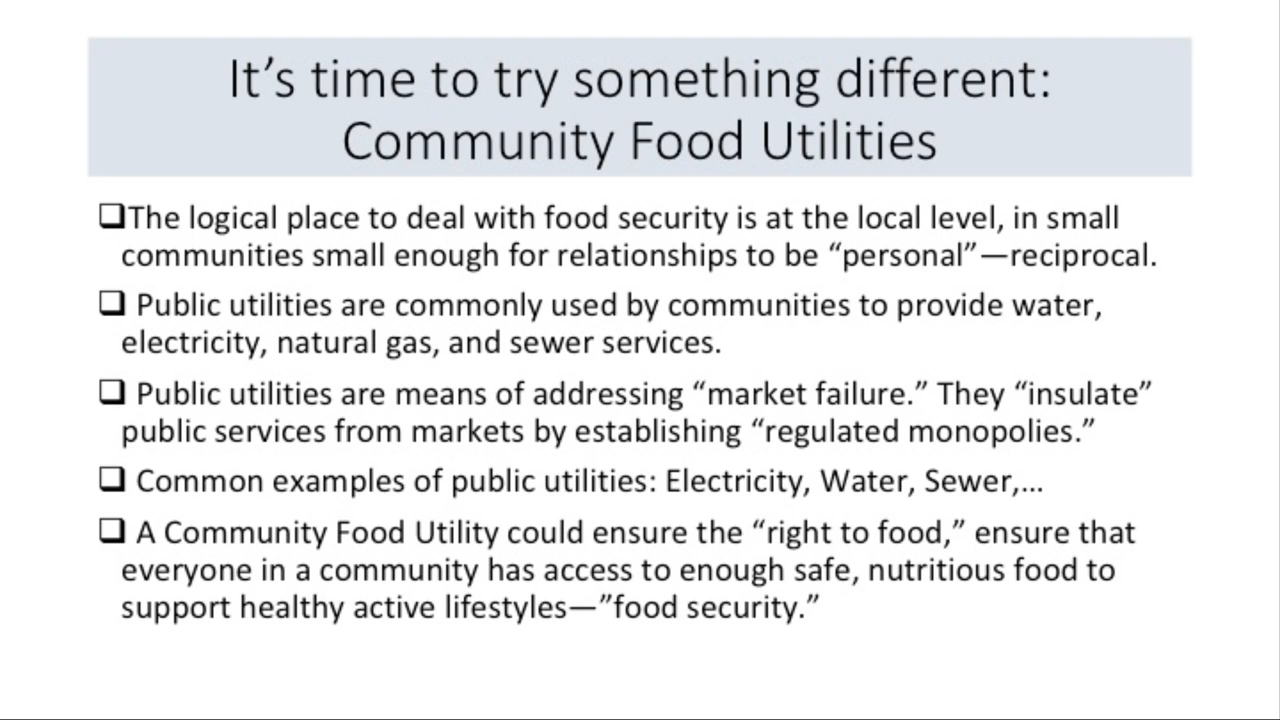 It’s time to try something different:
Community Food Utilities
❑The logical place to deal with food security is at the local level, in small
communities small enough for relationships to be “personal”—reciprocal.
❑ Public utilities are commonly used by communities to provide water,
electricity, natural gas, and sewer services.
❑ Public utilities are means of addressing “market failure.” They “insulate”
public services from markets by establishing “regulated monopolies.”
❑ Common examples of public utilities: Electricity, Water, Sewer,…
❑ A Community Food Utility could ensure the “right to food,” ensure that
everyone in a community has access to enough safe, nutritious food to
support healthy active lifestyles—”food security.”